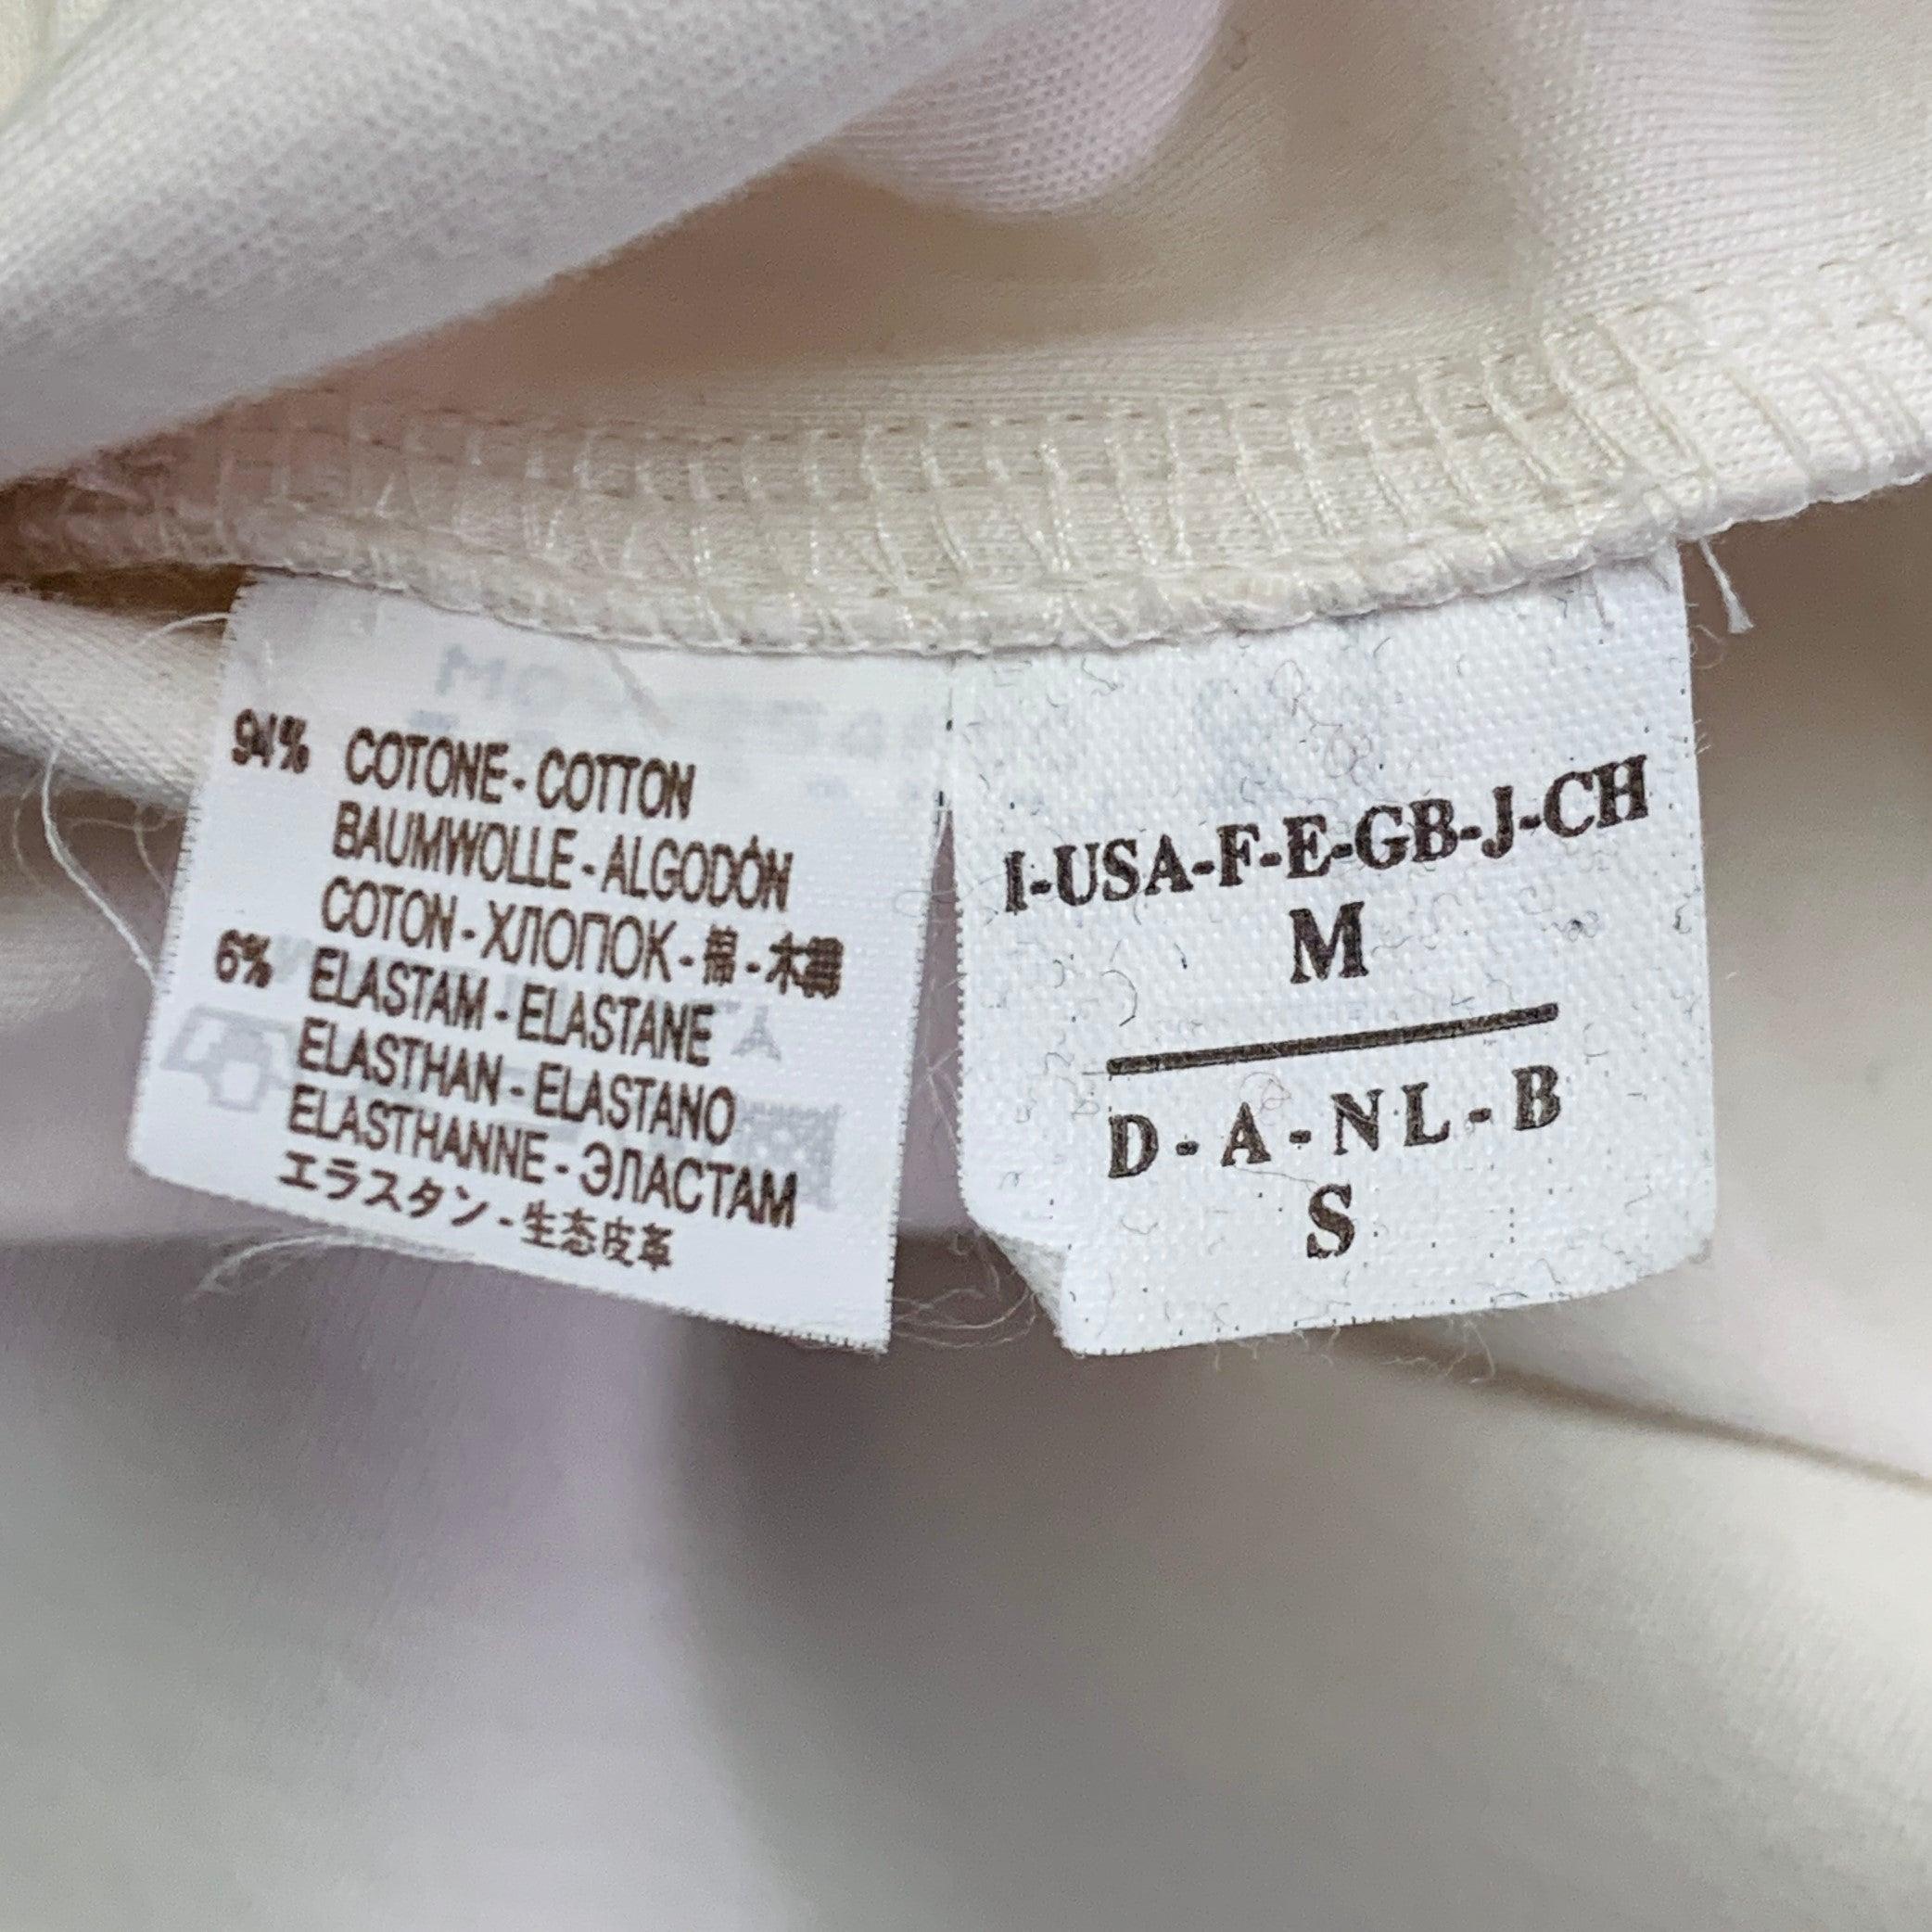 94% COTONE - COTTON
BAUMWOLLE - ALGODÓN
COTON - ХЛОПОК - 綿 - 木棉
6% ELASTAM - ELASTANE
ELASTHAN - ELASTANO
ELASTHANNE - ЭЛАСТАМ
エラスタン - 生态皮革
I-USA-F-E-GB-J-CH
M
D - A - NL - B
S